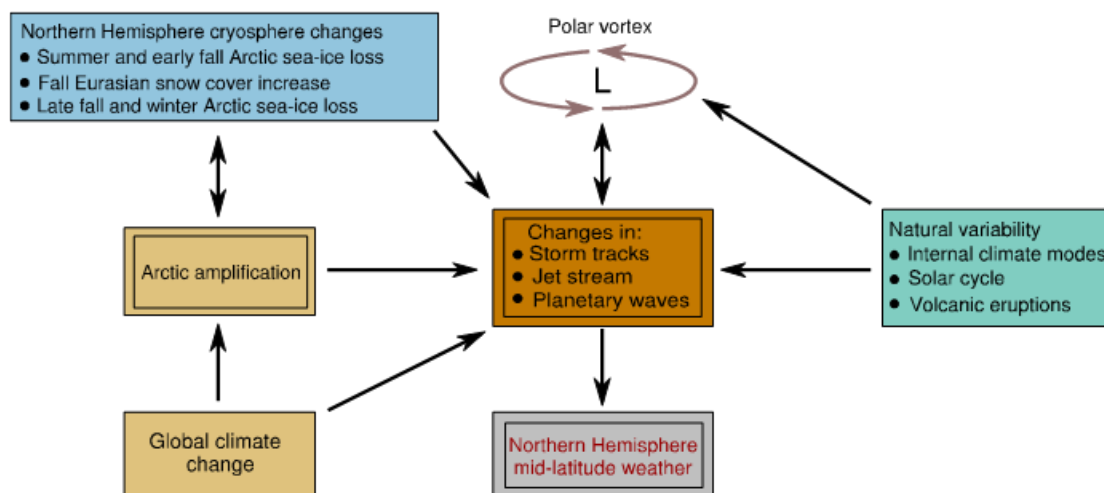 Northern Hemisphere cryosphere changes
● Summer and early fall Arctic sea-ice loss
● Fall Eurasian snow cover increase
● Late fall and winter Arctic sea-ice loss
Polar vortex
L
Arctic amplification
Changes in:
● Storm tracks
● Jet stream
● Planetary waves
Natural variability
● Internal climate modes
● Solar cycle
● Volcanic eruptions
Global climate
change
Northern Hemisphere
mid-latitude weather